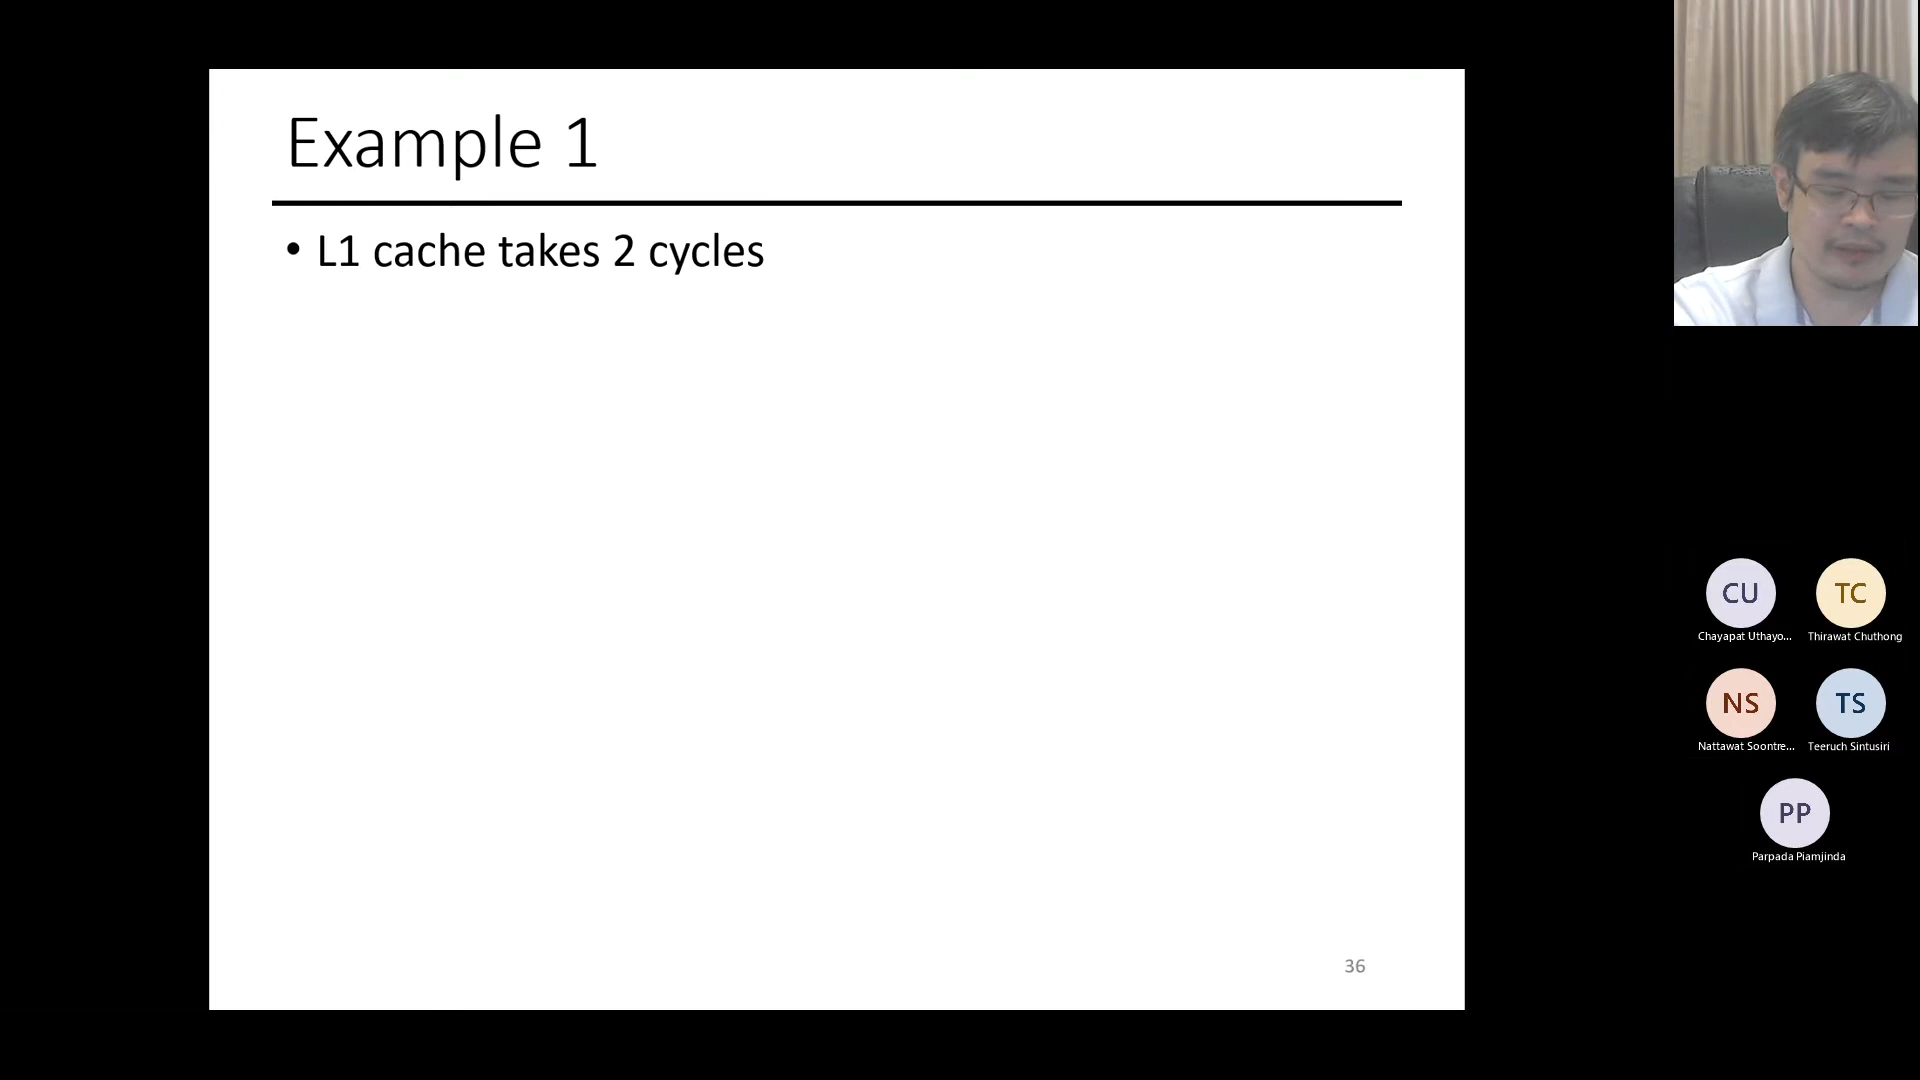 Example 1
• L1 cache takes 2 cycles
36
CU
TC
Chayapat Uthayo...
Thirawat Chuthong
NS
TS
Nattawat Soontre...
Teeruch Sintusiri
PP
Parpada Piamjinda